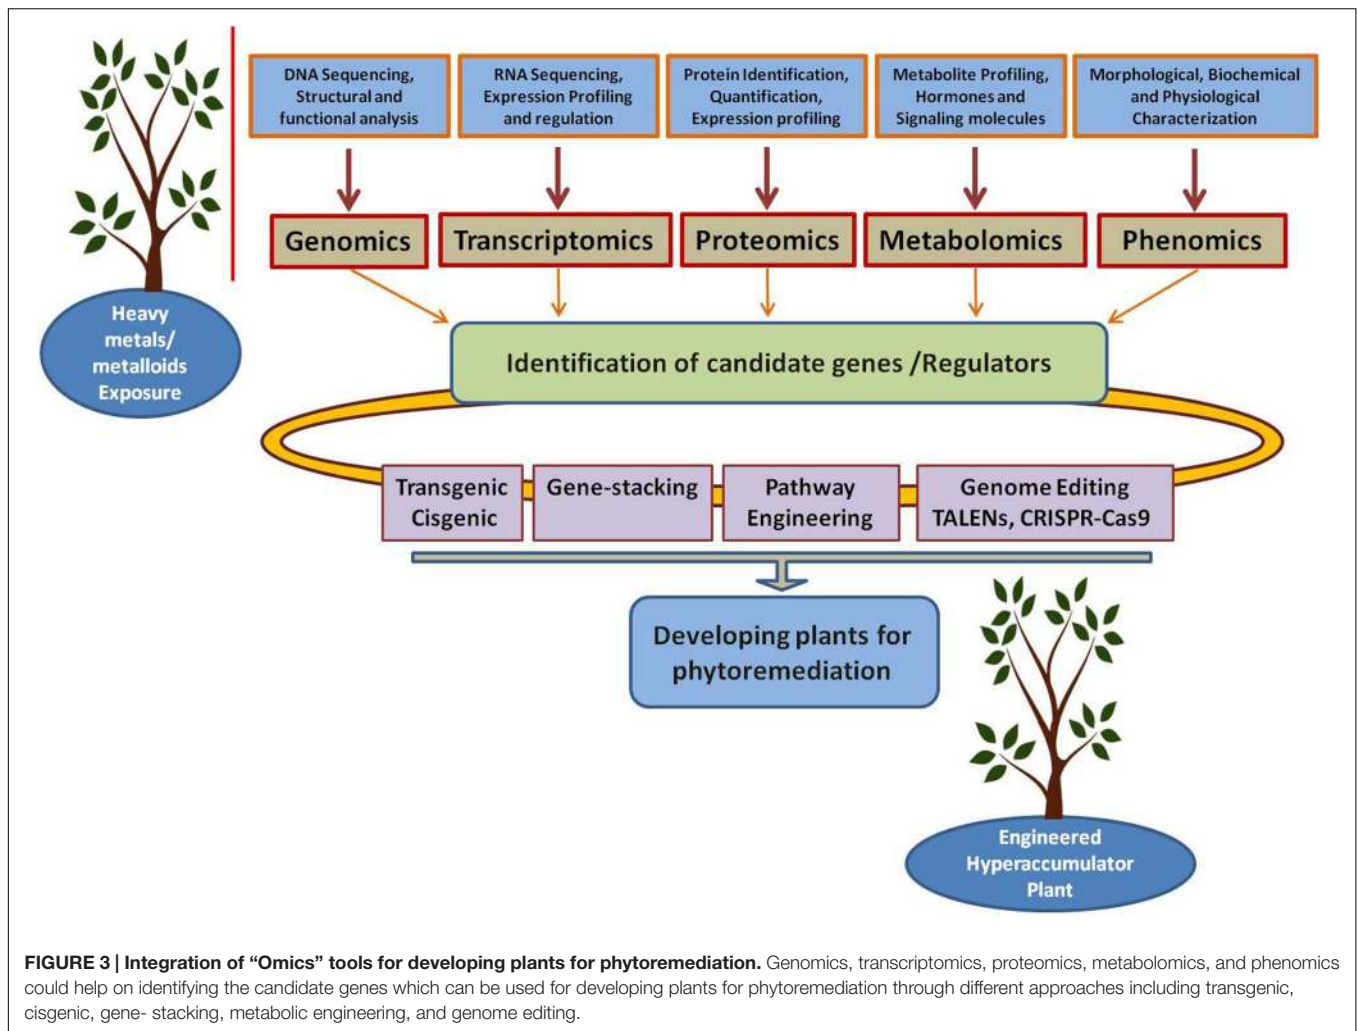 DNA Sequencing,
Structural and
functional analysis
RNA Sequencing,
Expression Profiling
and regulation
Protein Identification,
Quantification,
Expression profiling
Metabolite Profiling,
Hormones and
Signaling molecules
Morphological, Biochemical
and Physiological
Characterization
Genomics
Transcriptomics
Proteomics
Metabolomics
Phenomics
Heavy
metals/
metalloids
Exposure
Identification of candidate genes /Regulators
Transgenic
Cisgenic
Gene-stacking
Pathway
Engineering
Genome Editing
TALENs, CRISPR-Cas9
Developing plants for
phytoremediation
Engineered
Hyperaccumulator
Plant
FIGURE 3 | Integration of “Omics” tools for developing plants for phytoremediation. Genomics, transcriptomics, proteomics, metabolomics, and phenomics
could help on identifying the candidate genes which can be used for developing plants for phytoremediation through different approaches including transgenic,
cisgenic, gene- stacking, metabolic engineering, and genome editing.